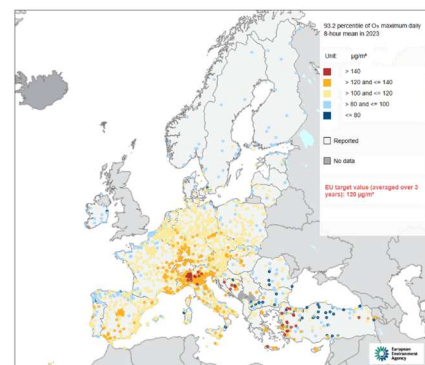 93.2 percentile of O₃ maximum daily
8-hour mean in 2023
Unit: µg/m³
> 140
> 120 and <= 140
> 100 and <= 120
> 80 and <= 100
<= 80
Reported
No data
EU target value (averaged over 3
years): 120 µg/m³
European
Environment
Agency